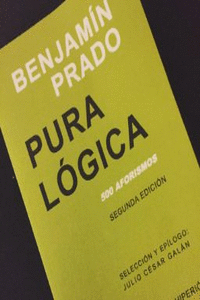 BENJAMÍN
PRADO
PURA
LÓGICA
500 AFORISMOS
SEGUNDA EDICIÓN
SELECCIÓN Y EPÍLOGO:
JULIO CÉSAR GALÁN